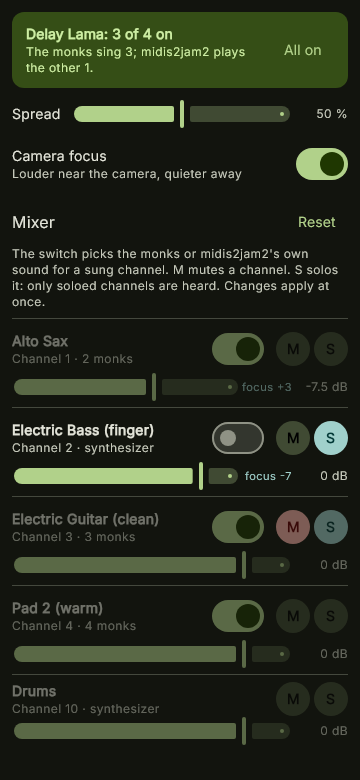 Delay Lama: 3 of 4 on
The monks sing 3; midis2jam2 plays
the other 1.
All on
Spread
50 %
Camera focus
Louder near the camera, quieter away
Mixer
Reset
The switch picks the monks or midis2jam2's own
sound for a sung channel. M mutes a channel. S solos
it: only soloed channels are heard. Changes apply at
once.
Alto Sax
Channel 1 · 2 monks
M
S
focus +3
-7.5 dB
Electric Bass (finger)
Channel 2 · synthesizer
M
S
focus -7
0 dB
Electric Guitar (clean)
Channel 3 · 3 monks
M
S
0 dB
Pad 2 (warm)
Channel 4 · 4 monks
M
S
0 dB
Drums
Channel 10 · synthesizer
M
S
0 dB